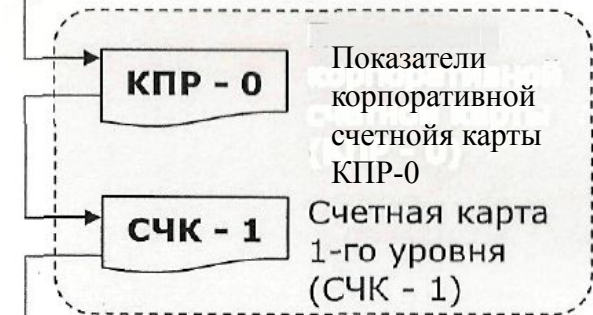 КПР - 0
Показатели
корпоративной
счетнойя карты
КПР-0
СЧК - 1
Счетная карта
1-го уровня
(СЧК - 1)